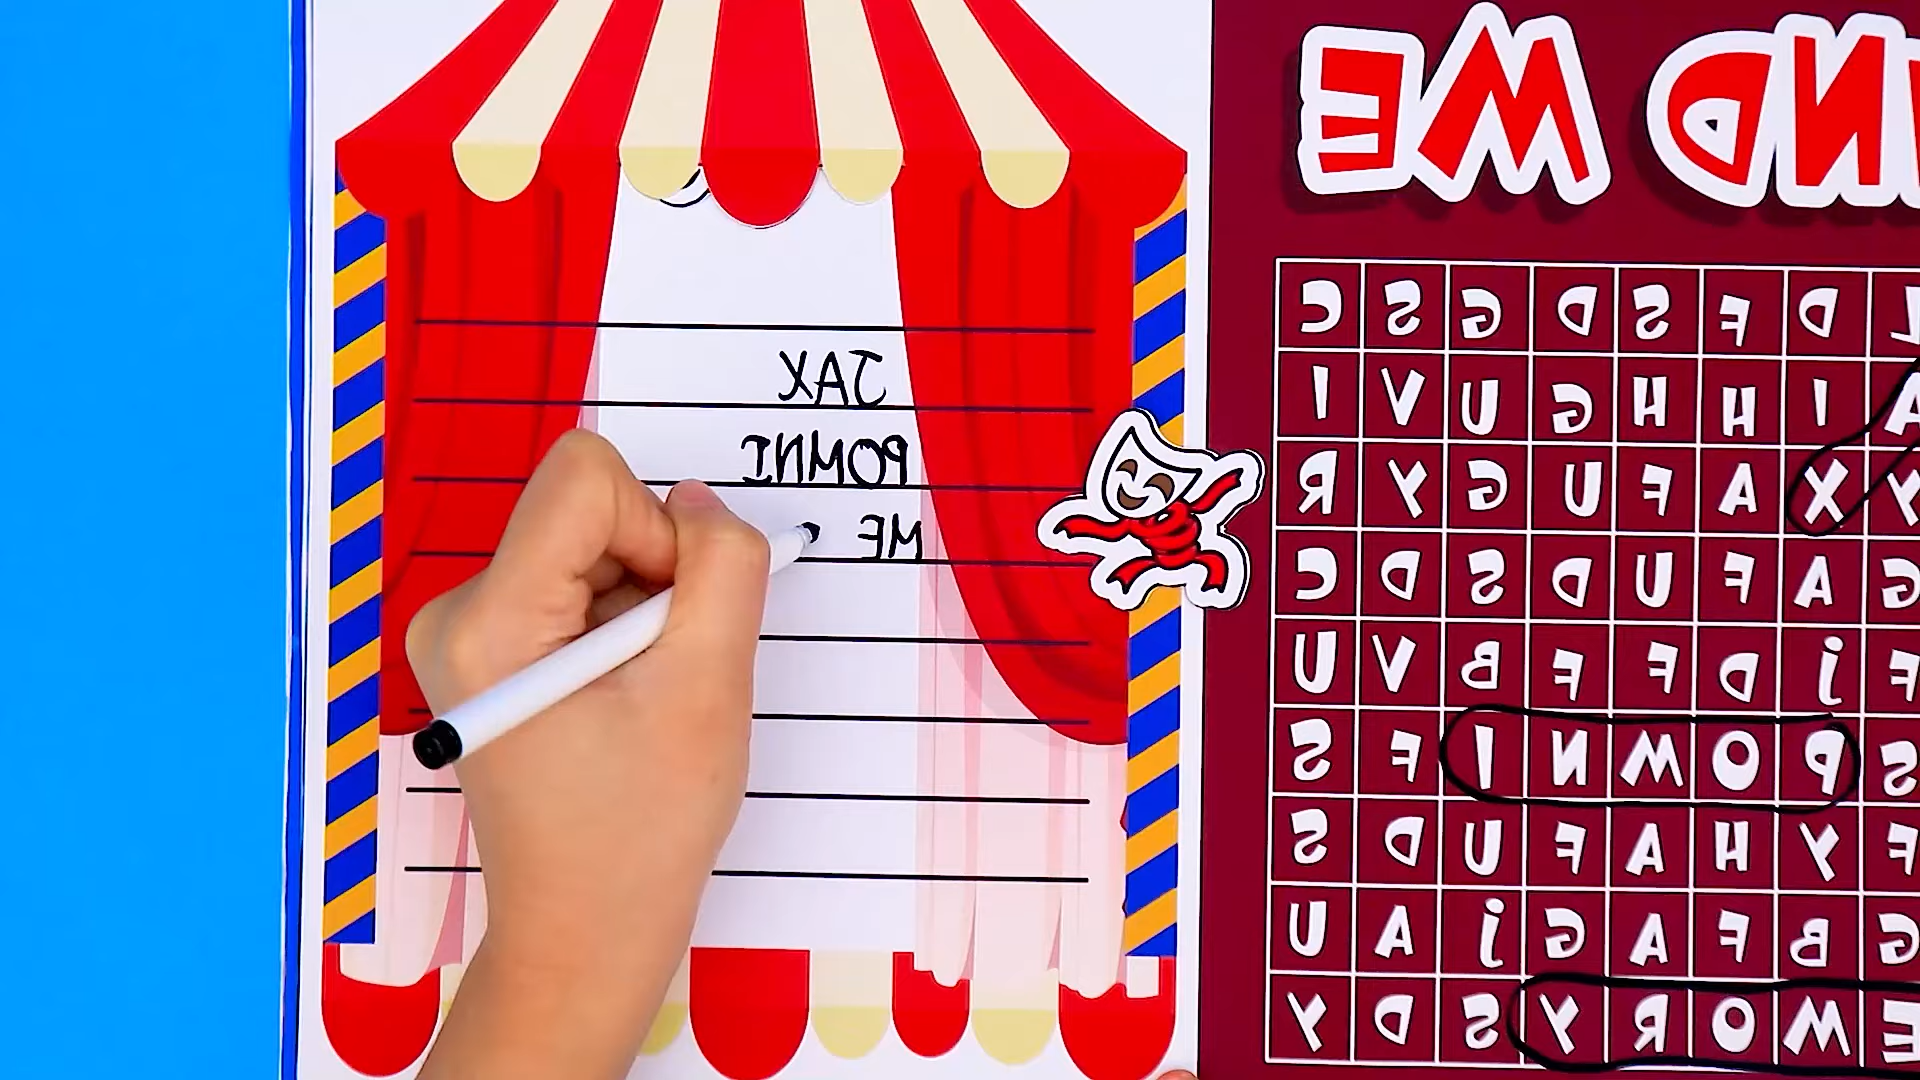 JAX
POMNI
ME
ND ME
L D F S D G S C
A I H H G U V I
Y X A F U G Y R
G A F U D S D C
F j D F F B V U
S P O M N I F S
F Y H A F U D S
G B F A G j A U
E M O R Y S D Y